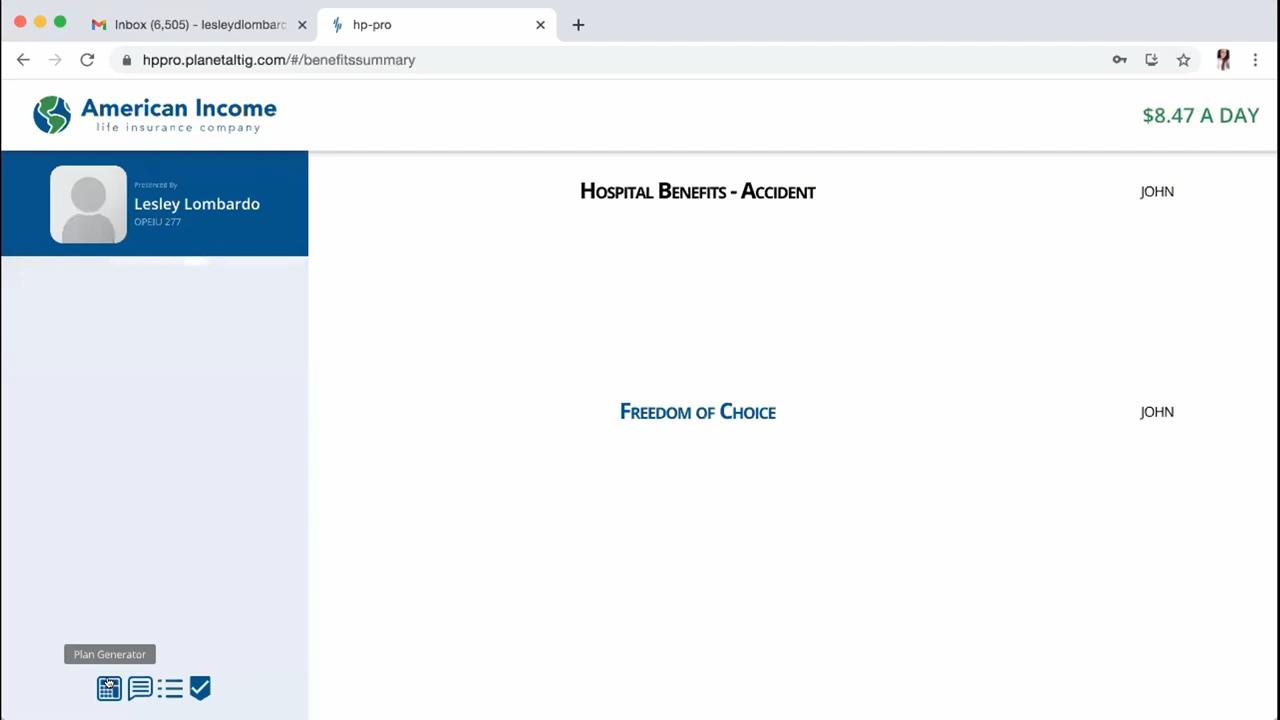 Inbox (6,505) - lesleydlombard
hp-pro
hppro.planetaltig.com/#/benefitssummary
American Income
life insurance company
$8.47 A DAY
Presented By
Lesley Lombardo
OPEIU 277
HOSPITAL BENEFITS - ACCIDENT
JOHN
FREEDOM OF CHOICE
JOHN
Plan Generator